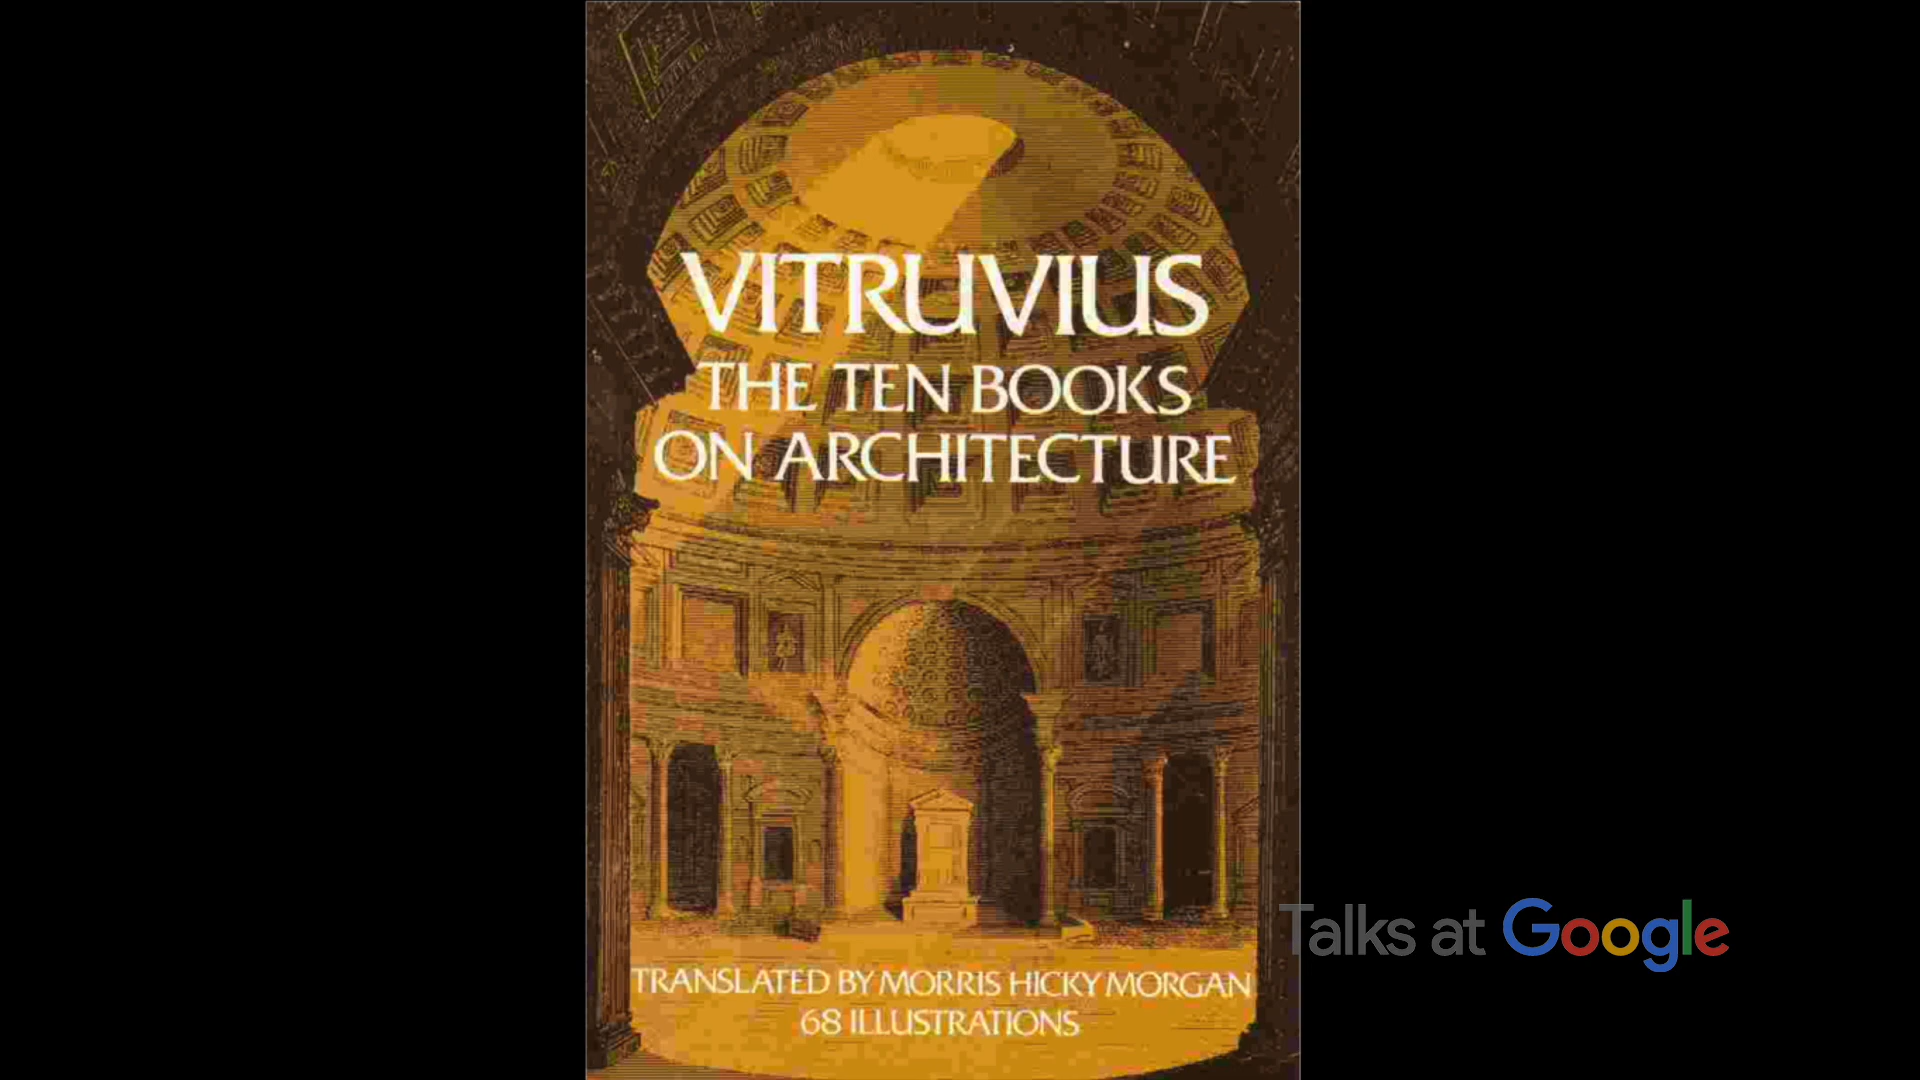 VITRUVIUS
THE TEN BOOKS
ON ARCHITECTURE
TRANSLATED BY MORRIS HICKY MORGAN
68 ILLUSTRATIONS
Talks at Google